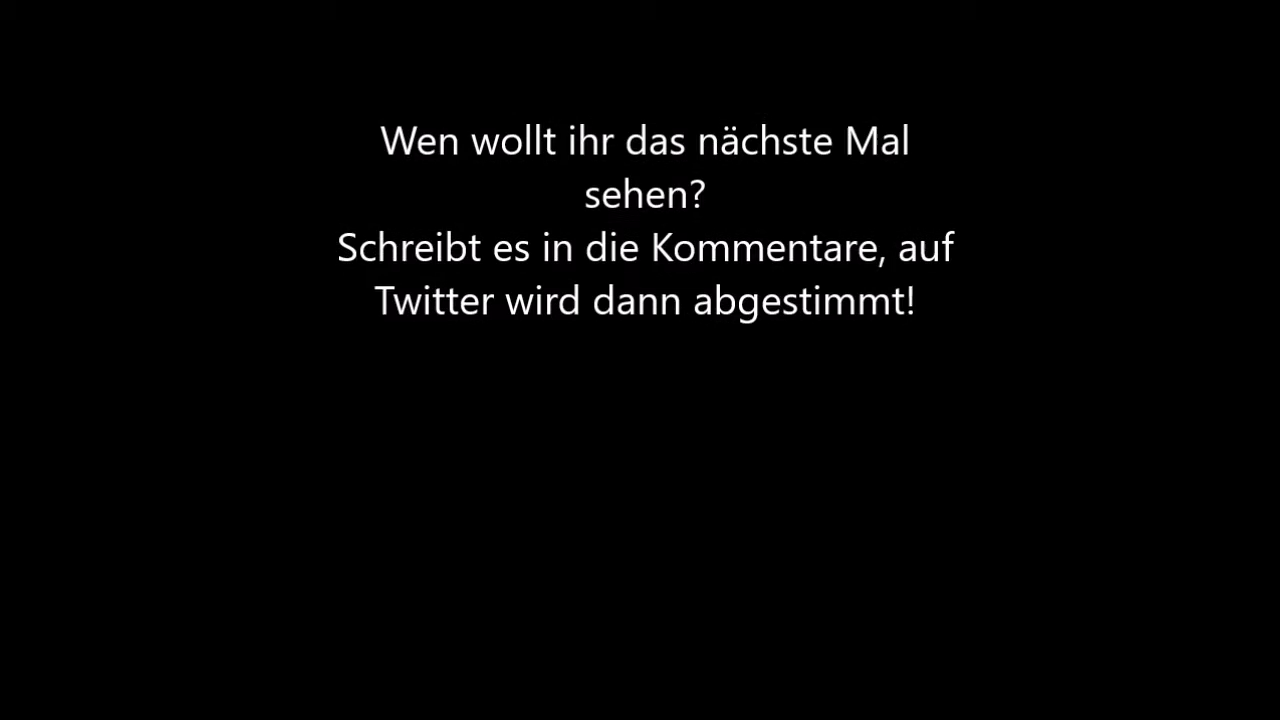 Wen wollt ihr das nächste Mal
sehen?
Schreibt es in die Kommentare, auf
Twitter wird dann abgestimmt!